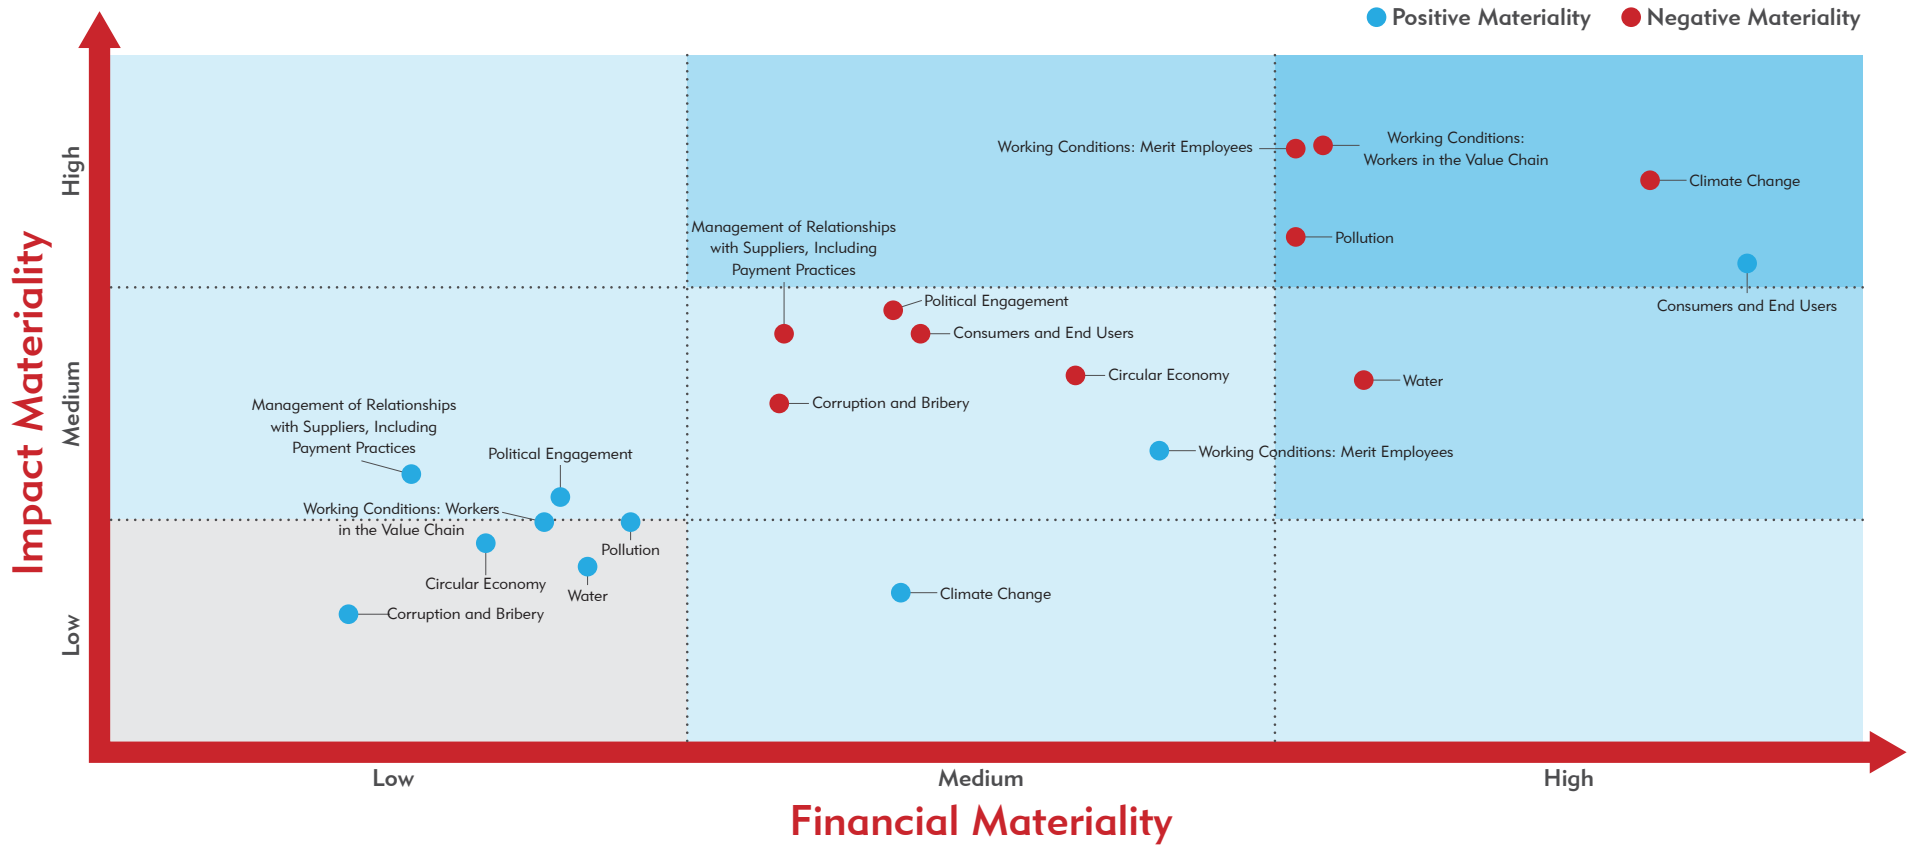 Positive Materiality
Negative Materiality
Impact Materiality
High
Medium
Low
Working Conditions: Merit Employees
Working Conditions:
Workers in the Value Chain
Climate Change
Pollution
Consumers and End Users
Management of Relationships
with Suppliers, Including
Payment Practices
Political Engagement
Consumers and End Users
Circular Economy
Water
Corruption and Bribery
Working Conditions: Merit Employees
Management of Relationships
with Suppliers, Including
Payment Practices
Political Engagement
Working Conditions: Workers
in the Value Chain
Pollution
Circular Economy
Water
Corruption and Bribery
Climate Change
Low
Medium
High
Financial Materiality